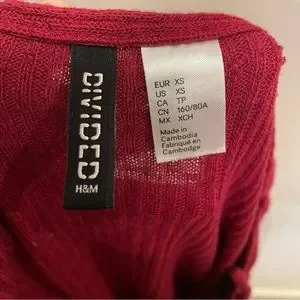 DIVIDED
H&M
EUR XS
US XS
CA TP
CN 160/80A
MX XCH
Made in
Cambodia
Fabriqué en
Cambodge